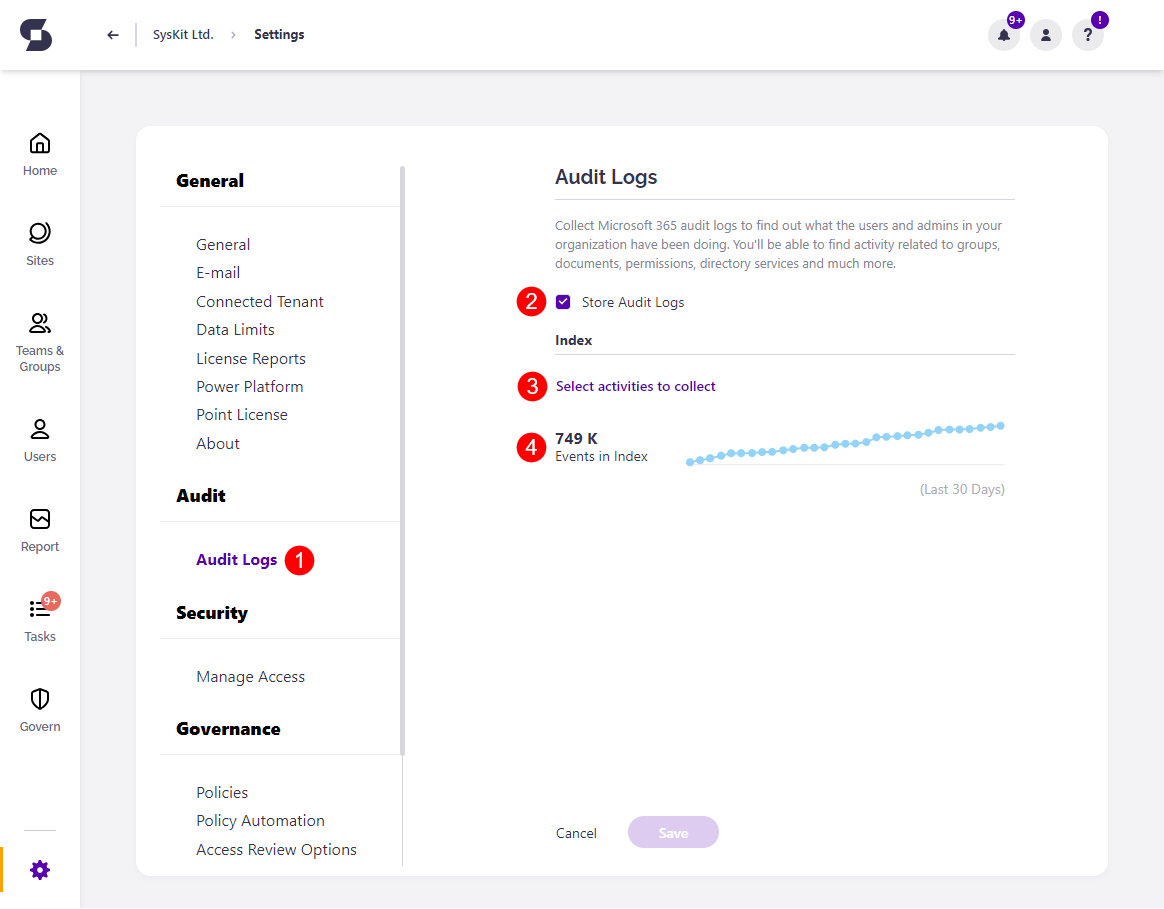 SysKit Ltd.
Settings
9+
!
?
Home
Sites
Teams &
Groups
Users
Report
9+
Tasks
Govern
General
General
E-mail
Connected Tenant
Data Limits
License Reports
Power Platform
Point License
About
Audit
Audit Logs
1
Security
Manage Access
Governance
Policies
Policy Automation
Access Review Options
Audit Logs
Collect Microsoft 365 audit logs to find out what the users and admins in your
organization have been doing. You'll be able to find activity related to groups,
documents, permissions, directory services and much more.
2
Store Audit Logs
Index
3
Select activities to collect
4
749 K
Events in Index
(Last 30 Days)
Cancel
Save